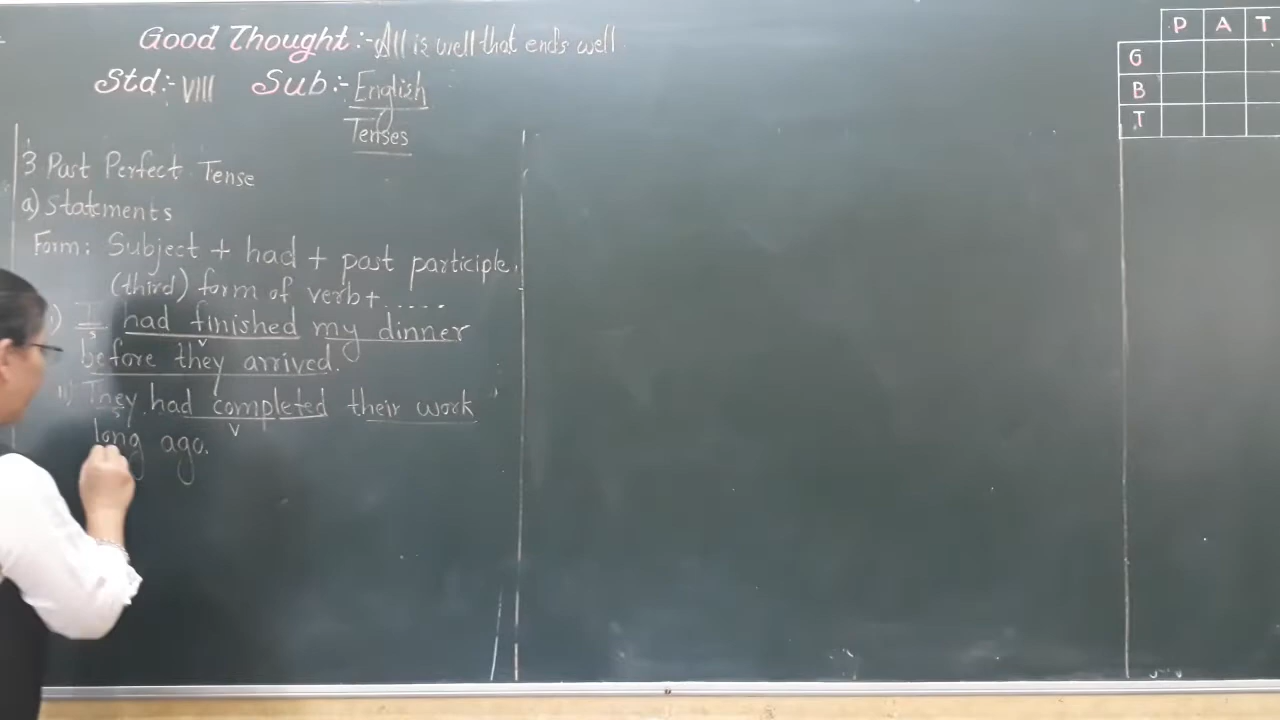 Good Thought :- All is well that ends well
Std:- VIII Sub:- English
Tenses
P A T
G
B
T
3 Past Perfect Tense
a) Statements
Form: Subject + had + past participle
(third) form of verb + .....
i) I had finished my dinner
s v
before they arrived.
ii) They had completed their work
s v
long ago.